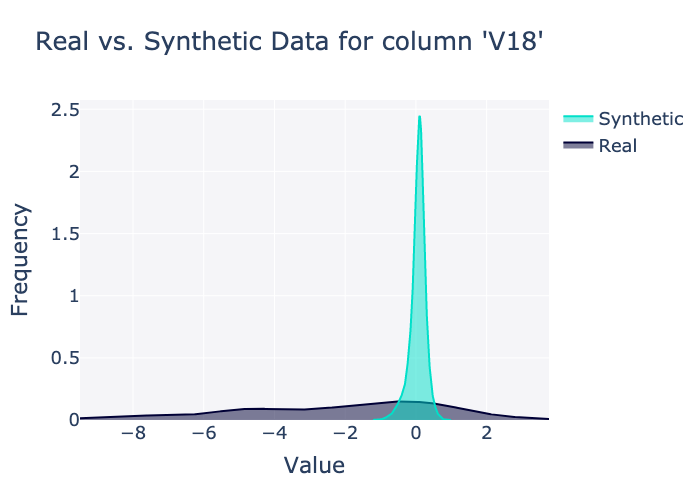 Real vs. Synthetic Data for column 'V18'
Synthetic
Real
Frequency
2.5
2
1.5
1
0.5
0
−8
−6
−4
−2
0
2
Value